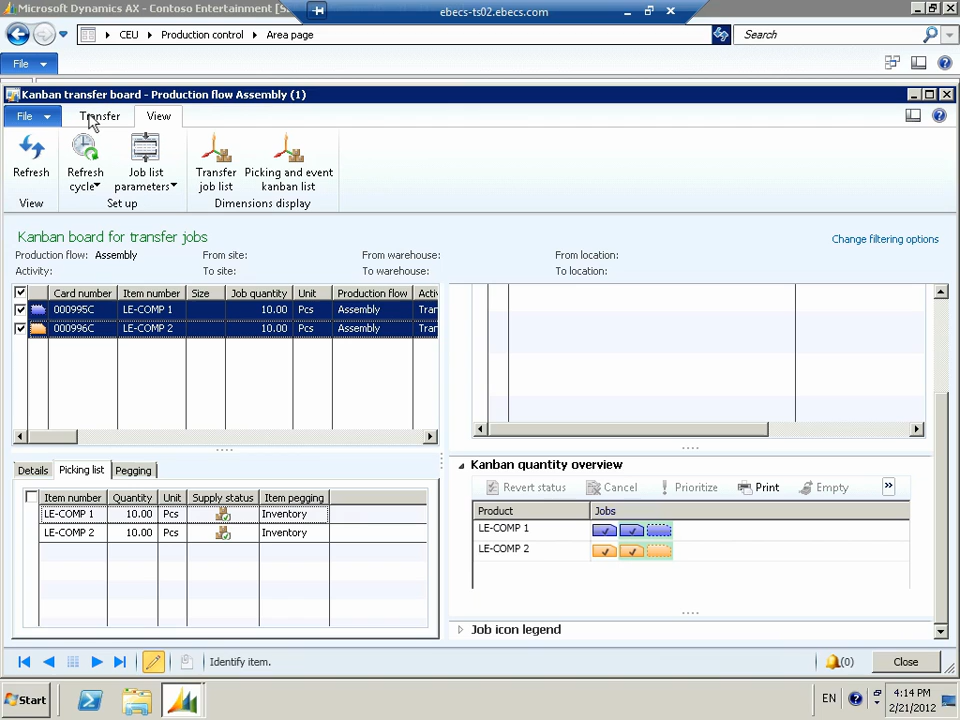 Microsoft Dynamics AX - Contoso Entertainment [Se
ebecs-ts02.ebecs.com
CEU
Production control
Area page
Search
File
Kanban transfer board - Production flow Assembly (1)
File
Transfer
View
Refresh
Refresh cycle
Job list parameters
Transfer job list
Picking and event kanban list
View
Set up
Dimensions display
Kanban board for transfer jobs
Change filtering options
Production flow: Assembly
From site:
From warehouse:
From location:
Activity:
To site:
To warehouse:
To location:
Card number Item number Size Job quantity Unit Production flow Activ
000995C LE-COMP 1 10.00 Pcs Assembly Trar
000996C LE-COMP 2 10.00 Pcs Assembly Trar
Kanban quantity overview
Revert status Cancel Prioritize Print Empty »
Product Jobs
LE-COMP 1
LE-COMP 2
Job icon legend
Details Picking list Pegging
Item number Quantity Unit Supply status Item pegging
LE-COMP 1 10.00 Pcs Inventory
LE-COMP 2 10.00 Pcs Inventory
Identify item.
(0)
Close
Start
EN
4:14 PM
2/21/2012